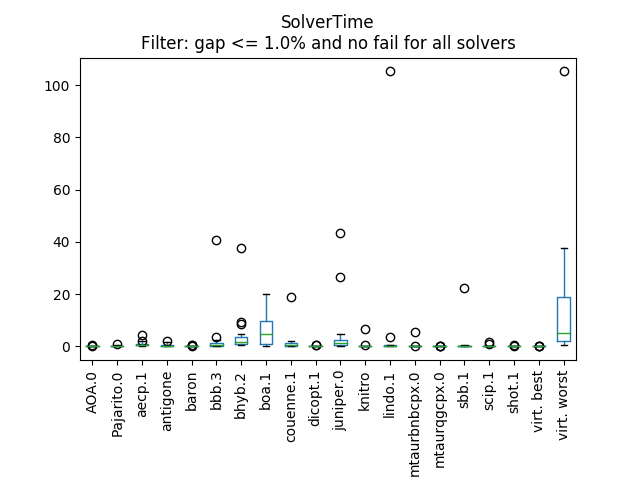 SolverTime
Filter: gap <= 1.0% and no fail for all solvers
100
80
60
40
20
0
AOA.0
Pajarito.0
aecp.1
antigone
baron
bbb.3
bhyb.2
boa.1
couenne.1
dicopt.1
juniper.0
knitro
lindo.1
mtaurbnbcpx.0
mtaurqgcpx.0
sbb.1
scip.1
shot.1
virt. best
virt. worst